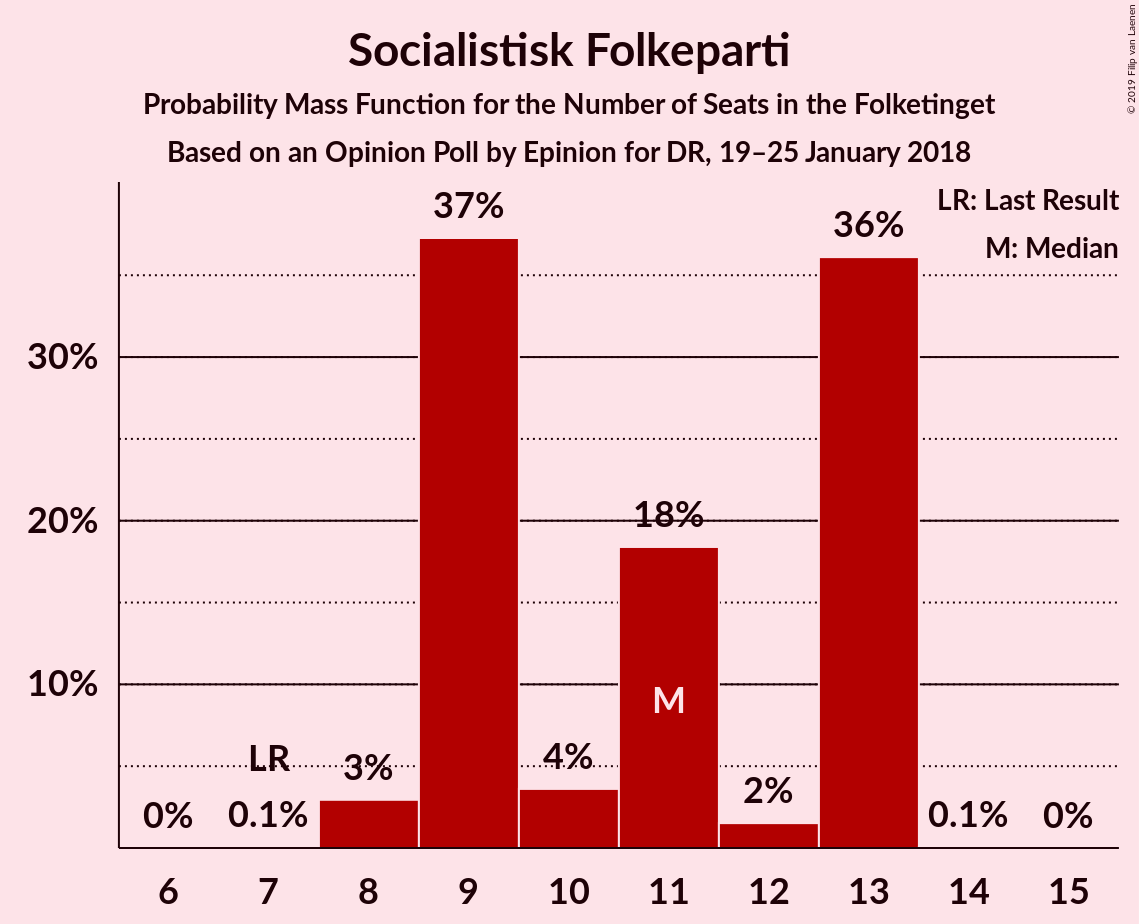 Socialistisk Folkeparti
Probability Mass Function for the Number of Seats in the Folketinget
Based on an Opinion Poll by Epinion for DR, 19–25 January 2018
© 2019 Filip van Laenen
LR: Last Result
M: Median
37%
36%
30%
20%
18%
10%
M
LR
3%
4%
2%
0%
0.1%
0.1%
0%
6 7 8 9 10 11 12 13 14 15